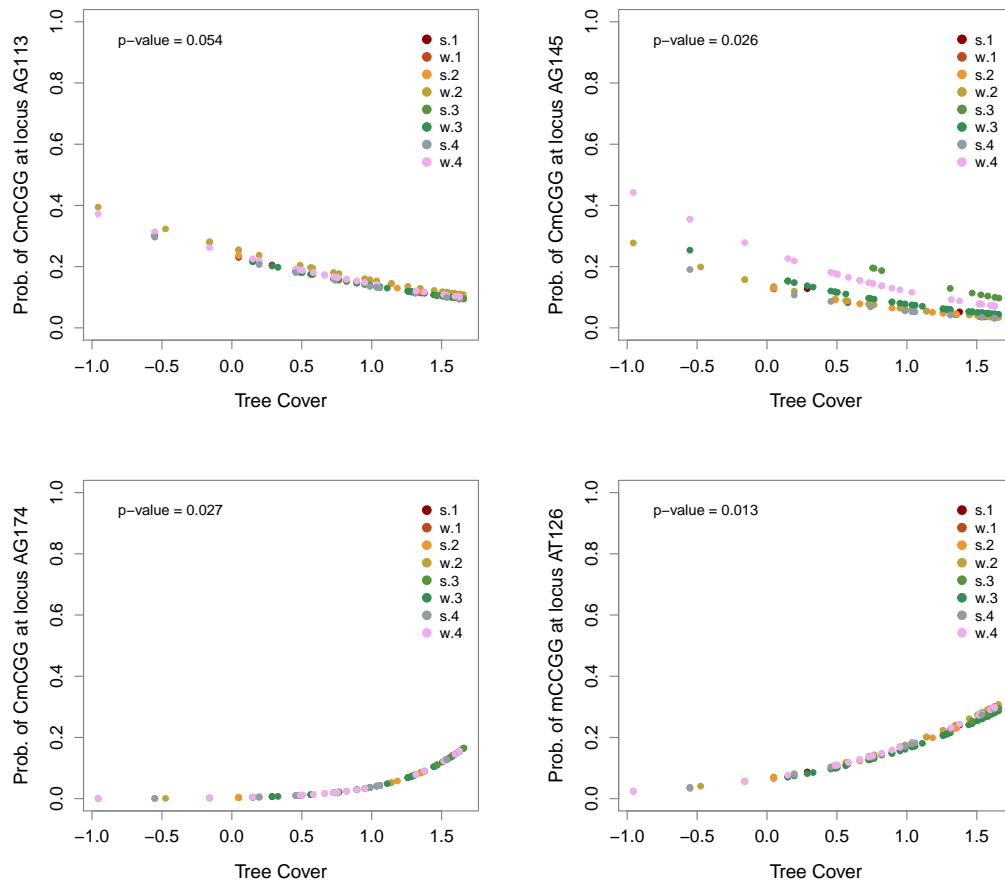 Prob. of CmCGG at locus AG113
1.0
0.8
0.6
0.4
0.2
0.0
p−value = 0.054
s.1
w.1
s.2
w.2
s.3
w.3
s.4
w.4
−1.0 −0.5 0.0 0.5 1.0 1.5
Tree Cover
Prob. of CmCGG at locus AG145
1.0
0.8
0.6
0.4
0.2
0.0
p−value = 0.026
s.1
w.1
s.2
w.2
s.3
w.3
s.4
w.4
−1.0 −0.5 0.0 0.5 1.0 1.5
Tree Cover
Prob. of CmCGG at locus AG174
1.0
0.8
0.6
0.4
0.2
0.0
p−value = 0.027
s.1
w.1
s.2
w.2
s.3
w.3
s.4
w.4
−1.0 −0.5 0.0 0.5 1.0 1.5
Tree Cover
Prob. of mCCGG at locus AT126
1.0
0.8
0.6
0.4
0.2
0.0
p−value = 0.013
s.1
w.1
s.2
w.2
s.3
w.3
s.4
w.4
−1.0 −0.5 0.0 0.5 1.0 1.5
Tree Cover